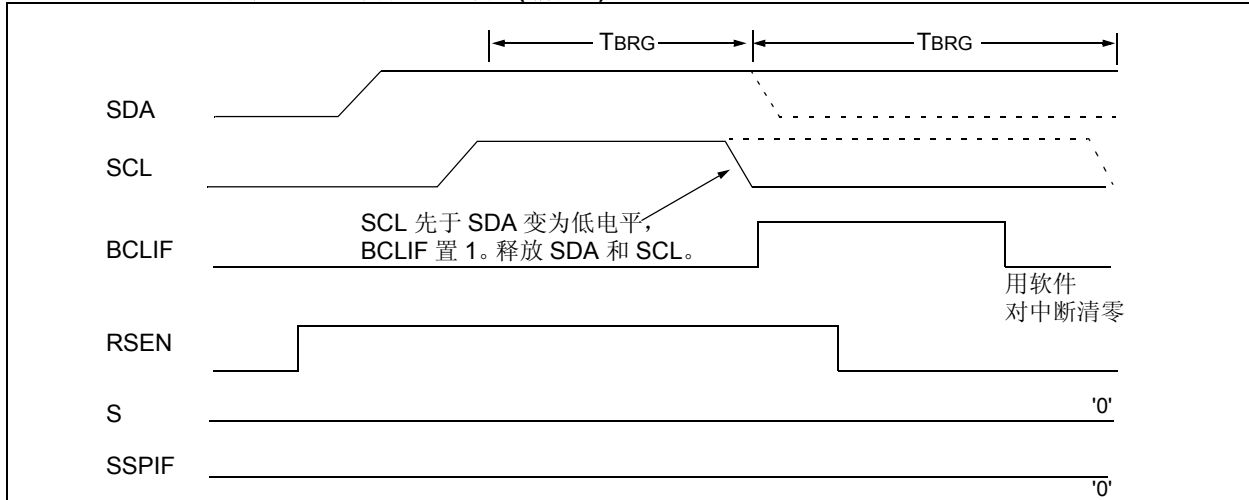 TBRG
TBRG
SDA
SCL
SCL 先于 SDA 变为低电平，
BCLIF 置 1。释放 SDA 和 SCL。
BCLIF
用软件
对中断清零
RSEN
S
'0'
SSPIF
'0'